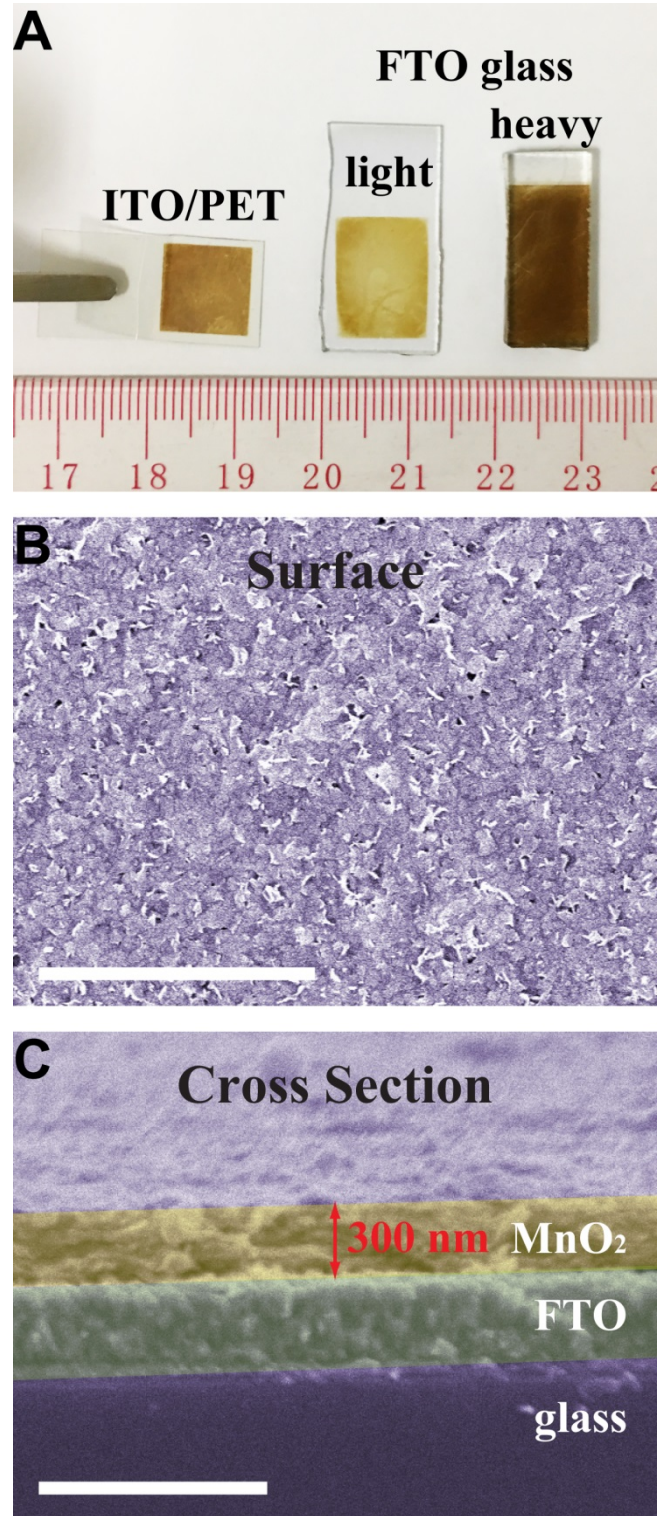 A
FTO glass
heavy
light
ITO/PET
17 18 19 20 21 22 23
B
Surface
C
Cross Section
300 nm MnO₂
FTO
glass